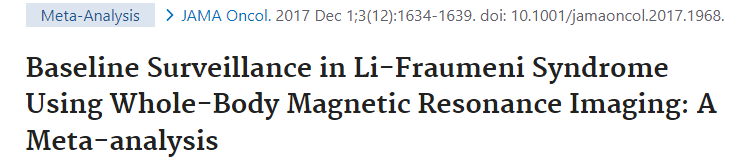 Meta-Analysis > JAMA Oncol. 2017 Dec 1;3(12):1634-1639. doi: 10.1001/jamaoncol.2017.1968.
Baseline Surveillance in Li-Fraumeni Syndrome
Using Whole-Body Magnetic Resonance Imaging: A
Meta-analysis